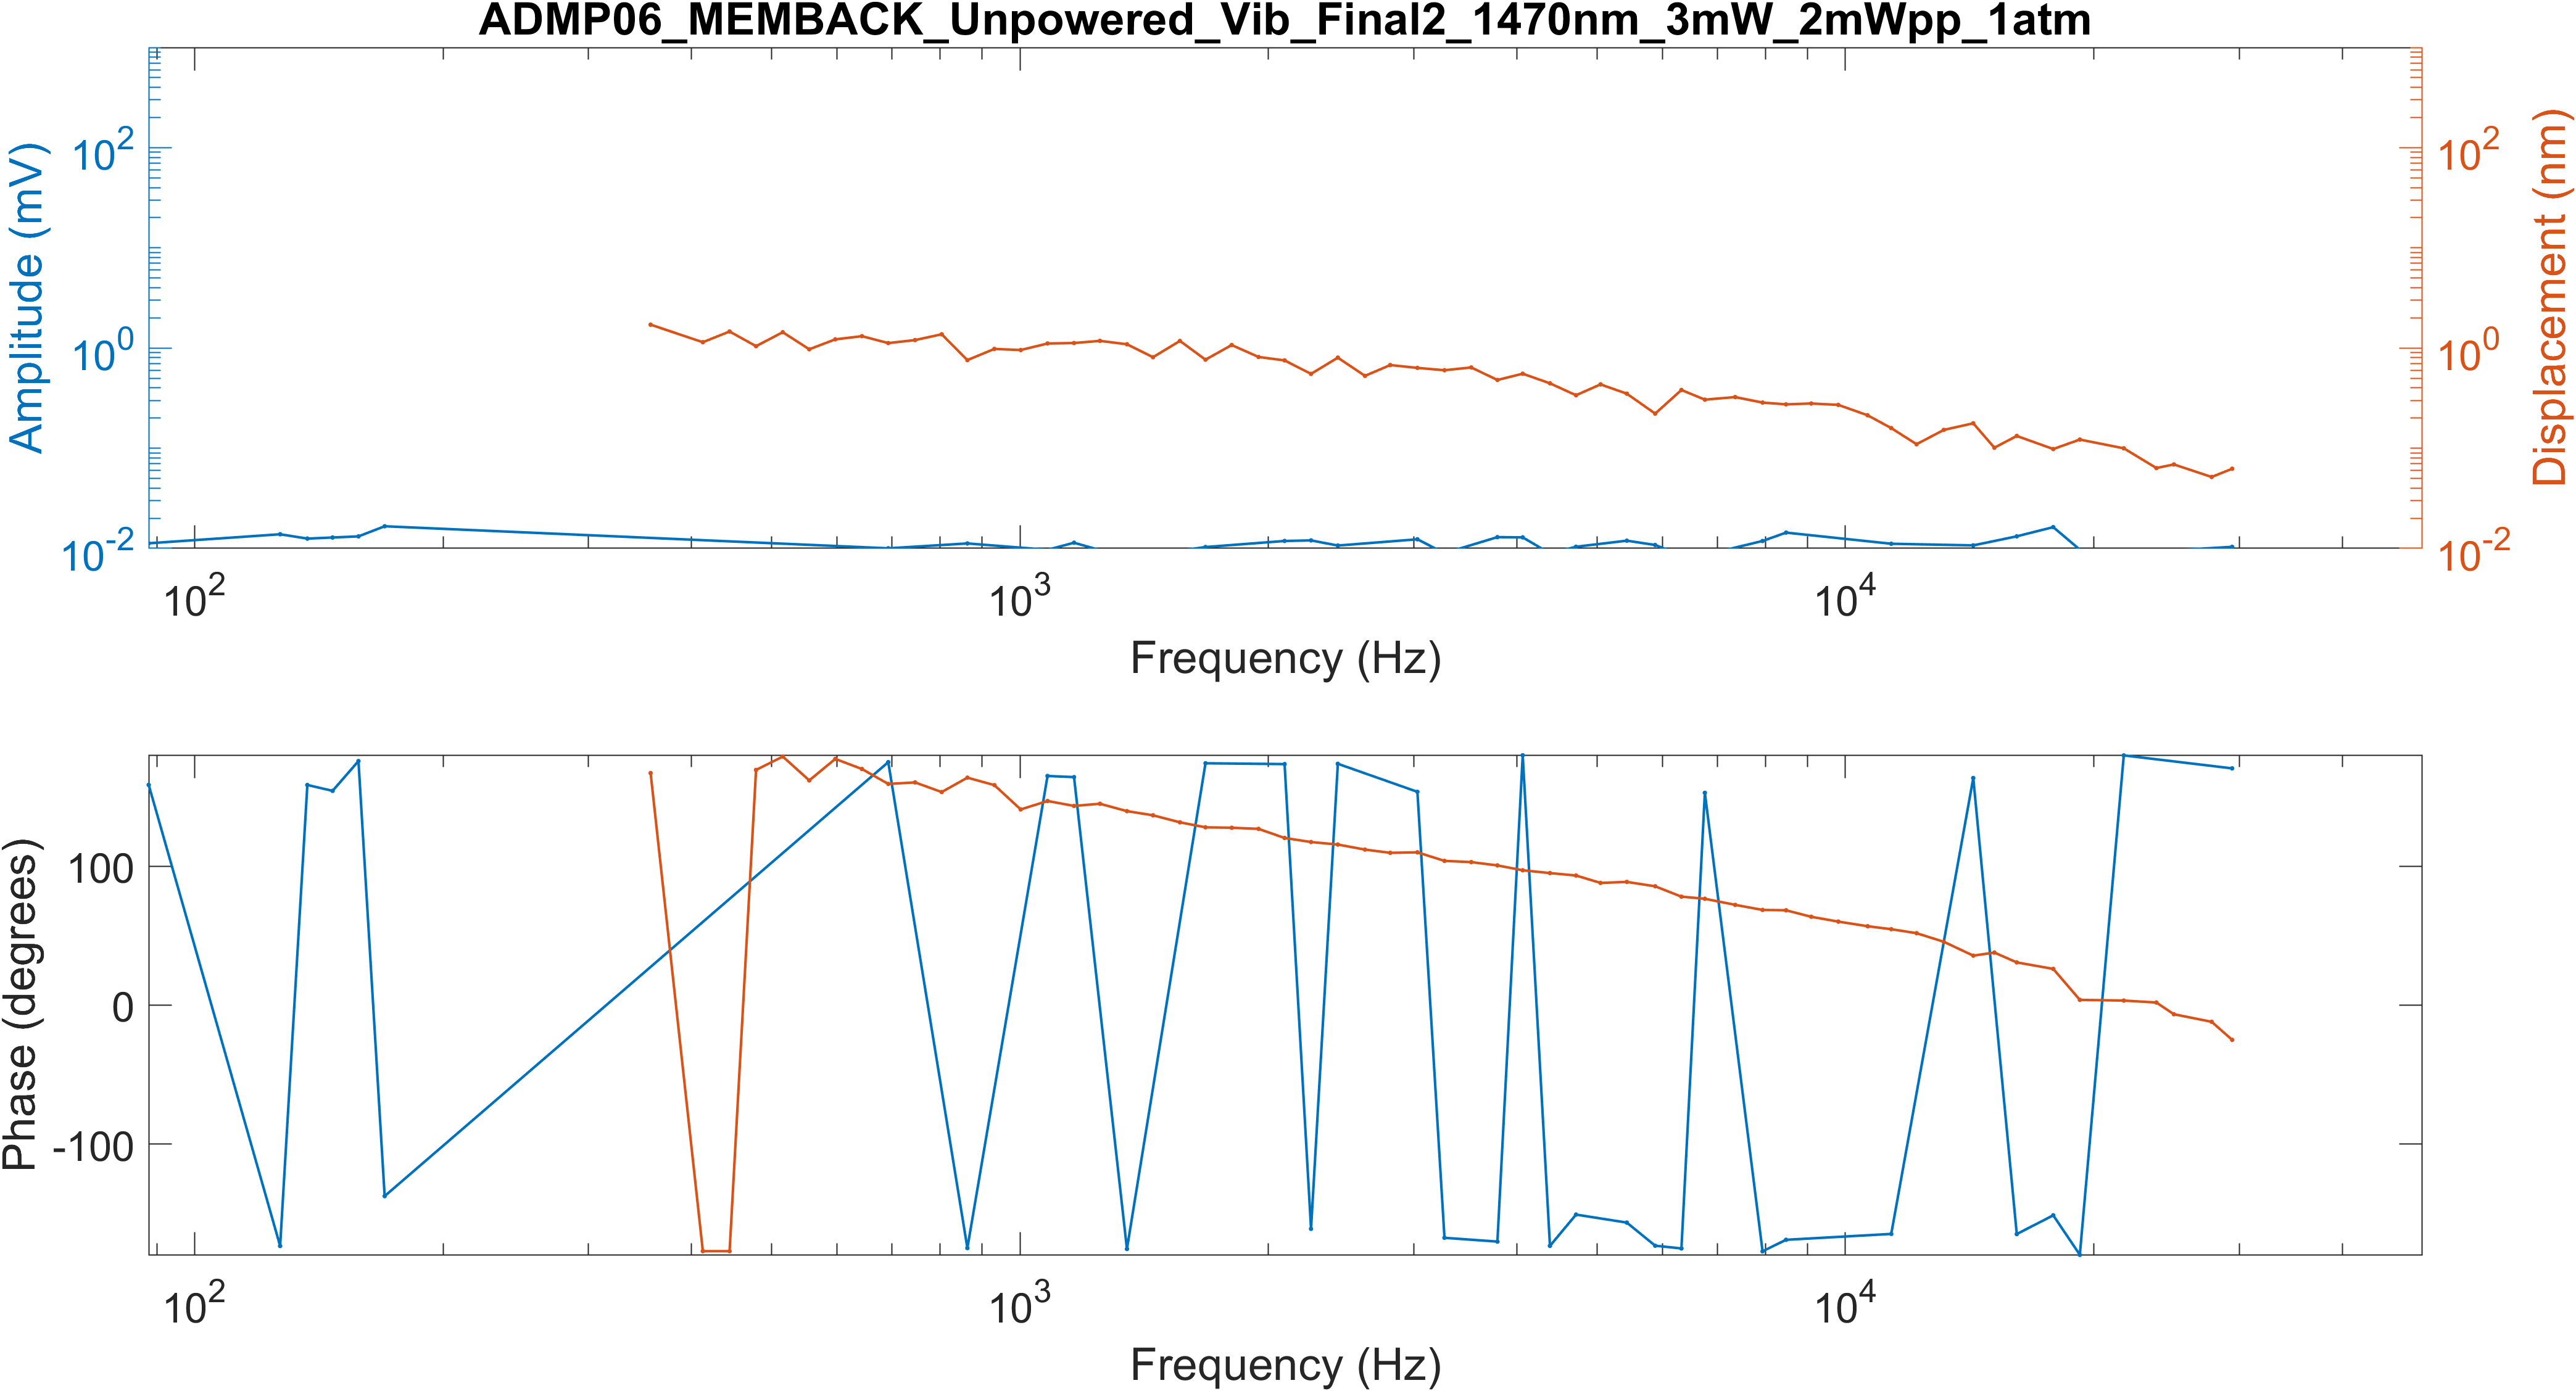 ADMP06_MEMBACK_Unpowered_Vib_Final2_1470nm_3mW_2mWpp_1atm
Amplitude (mV)
10^2
10^0
10^-2
Displacement (nm)
10^2
10^0
10^-2
10^2 10^3 10^4
Frequency (Hz)
Phase (degrees)
100
0
-100
10^2 10^3 10^4
Frequency (Hz)